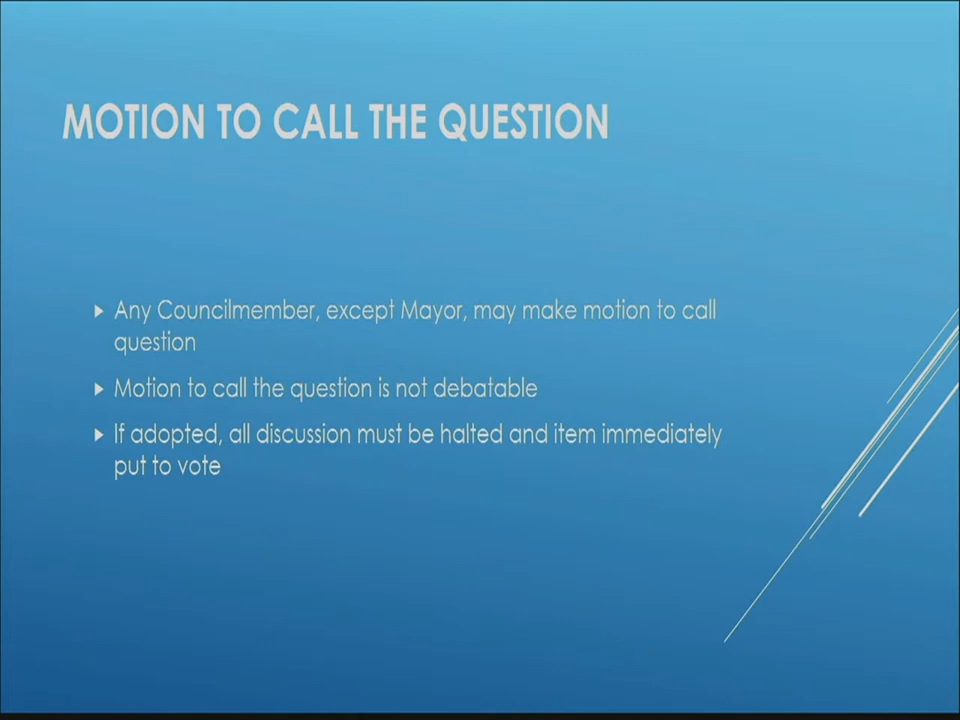 MOTION TO CALL THE QUESTION
Any Councilmember, except Mayor, may make motion to call
question
Motion to call the question is not debatable
If adopted, all discussion must be halted and item immediately
put to vote